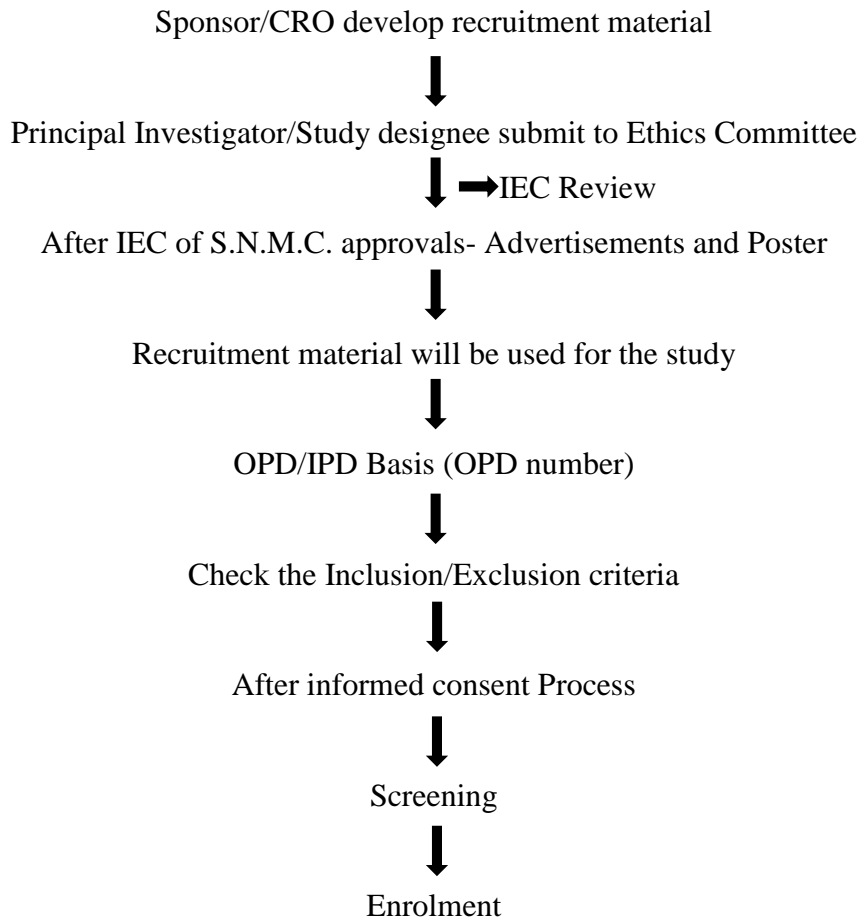 Sponsor/CRO develop recruitment material
Principal Investigator/Study designee submit to Ethics Committee
IEC Review
After IEC of S.N.M.C. approvals- Advertisements and Poster
Recruitment material will be used for the study
OPD/IPD Basis (OPD number)
Check the Inclusion/Exclusion criteria
After informed consent Process
Screening
Enrolment